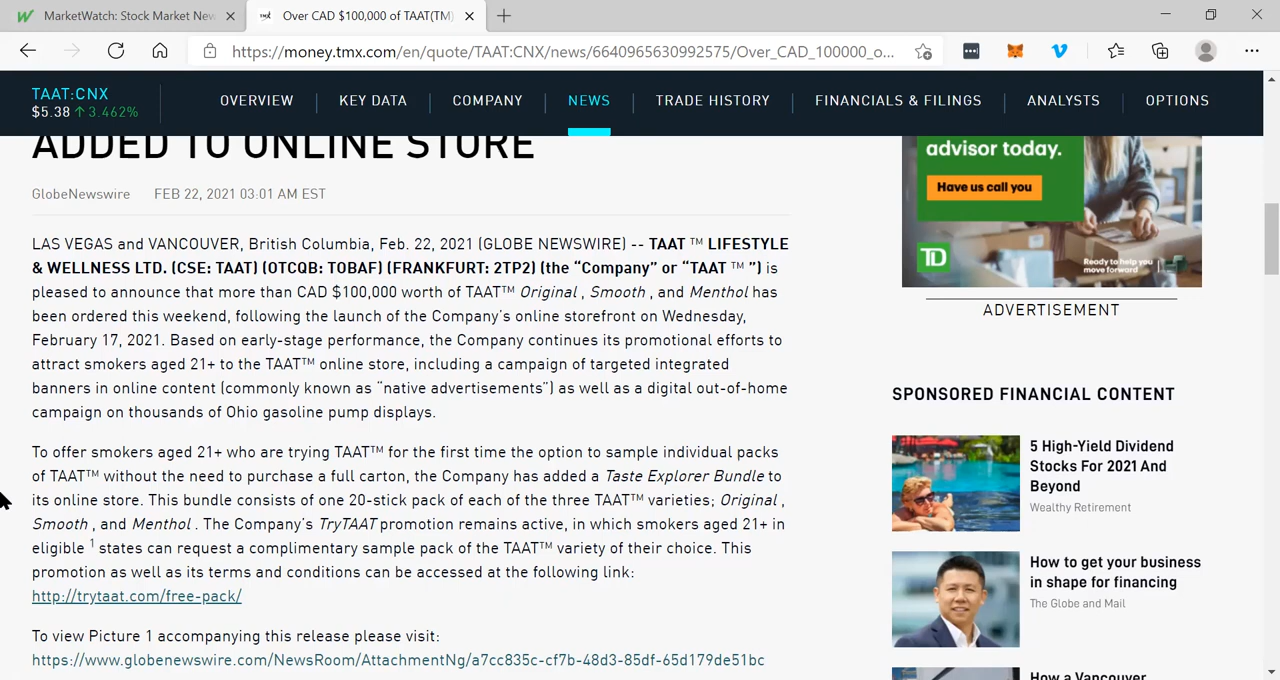 MarketWatch: Stock Market New
Over CAD $100,000 of TAAT(TM)
https://money.tmx.com/en/quote/TAAT:CNX/news/6640965630992575/Over_CAD_100000_o...
TAAT:CNX
$5.38 ↑ 3.462%
OVERVIEW
KEY DATA
COMPANY
NEWS
TRADE HISTORY
FINANCIALS & FILINGS
ANALYSTS
OPTIONS
ADDED TO ONLINE STORE
GlobeNewswire FEB 22, 2021 03:01 AM EST
LAS VEGAS and VANCOUVER, British Columbia, Feb. 22, 2021 (GLOBE NEWSWIRE) -- TAAT ™ LIFESTYLE
& WELLNESS LTD. (CSE: TAAT) (OTCQB: TOBAF) (FRANKFURT: 2TP2) (the “Company” or “TAAT ™ ”) is
pleased to announce that more than CAD $100,000 worth of TAAT™ Original , Smooth , and Menthol has
been ordered this weekend, following the launch of the Company’s online storefront on Wednesday,
February 17, 2021. Based on early-stage performance, the Company continues its promotional efforts to
attract smokers aged 21+ to the TAAT™ online store, including a campaign of targeted integrated
banners in online content (commonly known as “native advertisements”) as well as a digital out-of-home
campaign on thousands of Ohio gasoline pump displays.
To offer smokers aged 21+ who are trying TAAT™ for the first time the option to sample individual packs
of TAAT™ without the need to purchase a full carton, the Company has added a Taste Explorer Bundle to
its online store. This bundle consists of one 20-stick pack of each of the three TAAT™ varieties; Original ,
Smooth , and Menthol . The Company’s TryTAAT promotion remains active, in which smokers aged 21+ in
eligible 1 states can request a complimentary sample pack of the TAAT™ variety of their choice. This
promotion as well as its terms and conditions can be accessed at the following link:
http://trytaat.com/free-pack/
To view Picture 1 accompanying this release please visit:
https://www.globenewswire.com/NewsRoom/AttachmentNg/a7cc835c-cf7b-48d3-85df-65d179de51bc
advisor today.
Have us call you
TD
Ready to help you
move forward
ADVERTISEMENT
SPONSORED FINANCIAL CONTENT
5 High-Yield Dividend
Stocks For 2021 And
Beyond
Wealthy Retirement
How to get your business
in shape for financing
The Globe and Mail
How a Vancouver